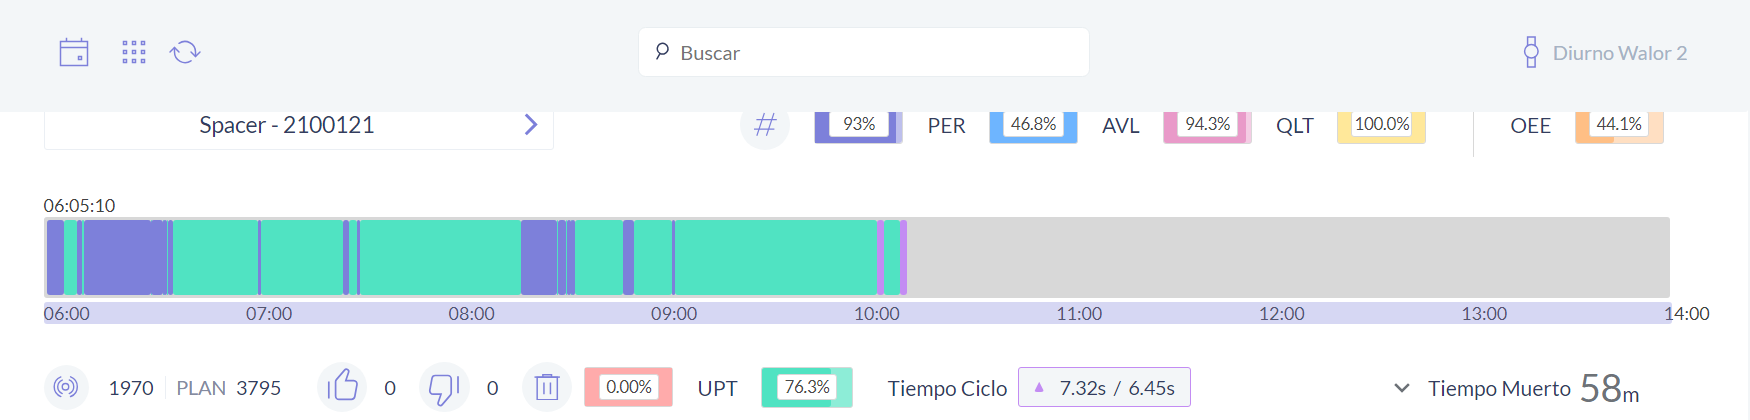 Buscar
Diurno Walor 2
Spacer - 2100121
# 93% PER 46.8% AVL 94.3% QLT 100.0% OEE 44.1%
06:05:10
06:00 07:00 08:00 09:00 10:00 11:00 12:00 13:00 14:00
1970 PLAN 3795 0 0 0.00% UPT 76.3% Tiempo Ciclo 7.32s / 6.45s Tiempo Muerto 58m